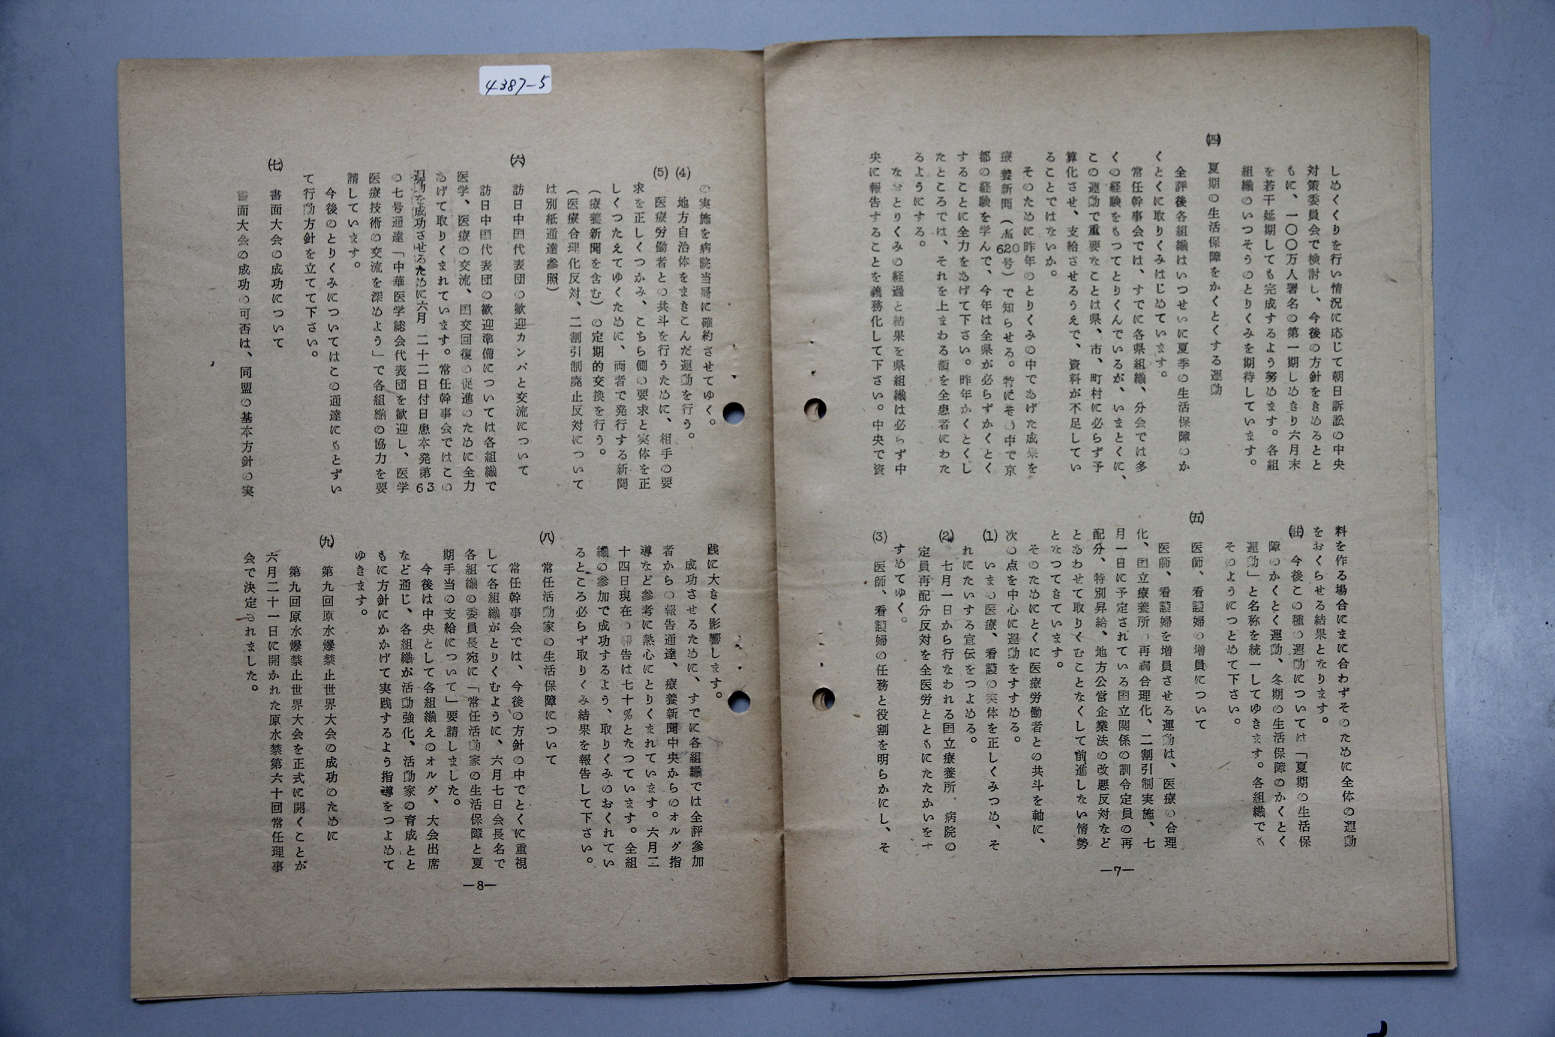 4387-5
しめくくりを行い情況に応じて朝日訴訟の中央
対策委員会で検討し、今後の方針をきめるとと
もに、一〇〇万人署名の第一期しめきり六月末
を若干延期しても完成するよう努めます。各組
組織のいつそうのとりくみを期待しています。
㈣ 夏期の生活保障をかくとくする運動
全評後各組織はいつせいに夏季の生活保障のか
くとくに取りくみはじめています。
常任幹事会では、すでに各県組織、分会では多
くの経験をもつてとりくんでいるが、いまとくに、
この運動で重要なことは県、市、町村に必らず予
算化させ、支給させるうえで、資料が不足してい
ることではないか。
そのために昨年のとりくみの中であげた成果を
療養新聞（No.620号）で知らせる。特にその中で京
都の経験を学んで、今年は全県が必らずかくとく
することに全力をあげて下さい。昨年かくとくし
たところでは、それを上まわる額を全患者にわた
るようにする。
なおとりくみの経過と結果を県組織は必らず中
央に報告することを義務化して下さい。中央で資
料を作る場合にまに合わずそのために全体の運動
をおくらせる結果となります。
㈵ 今後この種の運動については「夏期の生活保
障のかくとく運動、冬期の生活保障のかくとく
運動」と名称を統一してゆきます。各組織でも
そのようにつとめて下さい。
㈤ 医師、看護婦の増員について
医師、看護婦を増員させる運動は、医療の合理
化、国立療養所の再編合理化、二割引制実施、七
月一日に予定されている国立関係の訓令定員の再
配分、特別昇給、地方公営企業法の改悪反対など
とあわせて取りくむことなくして前進しない情勢
となつてきています。
そのためにとくに医療労働者との共斗を軸に、
次の点を中心に運動をすすめる。
(1) いまの医療、看護の実体を正しくみつめ、そ
れにたいする宣伝をつよめる。
(2) 七月一日から行なわれる国立療養所、病院の
定員再配分反対を全医労とともにたたかいをす
すめてゆく。
(3) 医師、看護婦の任務と役割を明らかにし、そ
―7―
の実施を病院当局に確約させてゆく。
(4) 地方自治体をまきこんだ運動を行う。
(5) 医療労働者との共斗を行うために、相手の要
求を正しくつかみ、こちら側の要求と実体を正
しくつたえてゆくために、両者で発行する新聞
（療養新聞を含む）の定期的交換を行う。
（医療合理化反対、二割引制廃止反対について
は別紙通達参照）
㈥ 訪日中国代表団の歓迎カンパと交流について
訪日中国代表団の歓迎準備については各組織で
医学、医療の交流、国交回復の促進のために全力
あげて取りくまれています。常任幹事会ではこの
運動を成功させるために六月二十二日付日患本発第36
の七号通達「中華医学総会代表団を歓迎し、医学
医療技術の交流を深めよう」で各組織の協力を要
請しています。
今後のとりくみについてはこの通達にもとずい
て行動方針を立てて下さい。
㈦ 書面大会の成功について
書面大会の成功の可否は、同盟の基本方針の実
践に大きく影響します。
成功させるために、すでに各組織では全評参加
者からの報告通達、療養新聞中央からのオルグ指
導など参考に熱心にとりくまれています。六月二
十四日現在の報告は七十％となつています。全組
織の参加で成功するよう、取りくみのおくれてい
るところ必らず取りくみ結果を報告して下さい。
㈧ 常任活動家の生活保障について
常任幹事会では、今後の方針の中でとくに重視
して各組織がとりくむように、六月七日会長名で
各組織の委員長宛に「常任活動家の生活保障と夏
期手当の支給について」要請しました。
今後は中央として各組織えのオルグ、大会出席
など通じ、各組織が活動強化、活動家の育成とと
もに方針にかかげて実践するよう指導をつよめて
ゆきます。
㈨ 第九回原水爆禁止世界大会の成功のために
第九回原水爆禁止世界大会を正式に開くことが
六月二十一日に開かれた原水禁第六十回常任理事
会で決定されました。
―8―